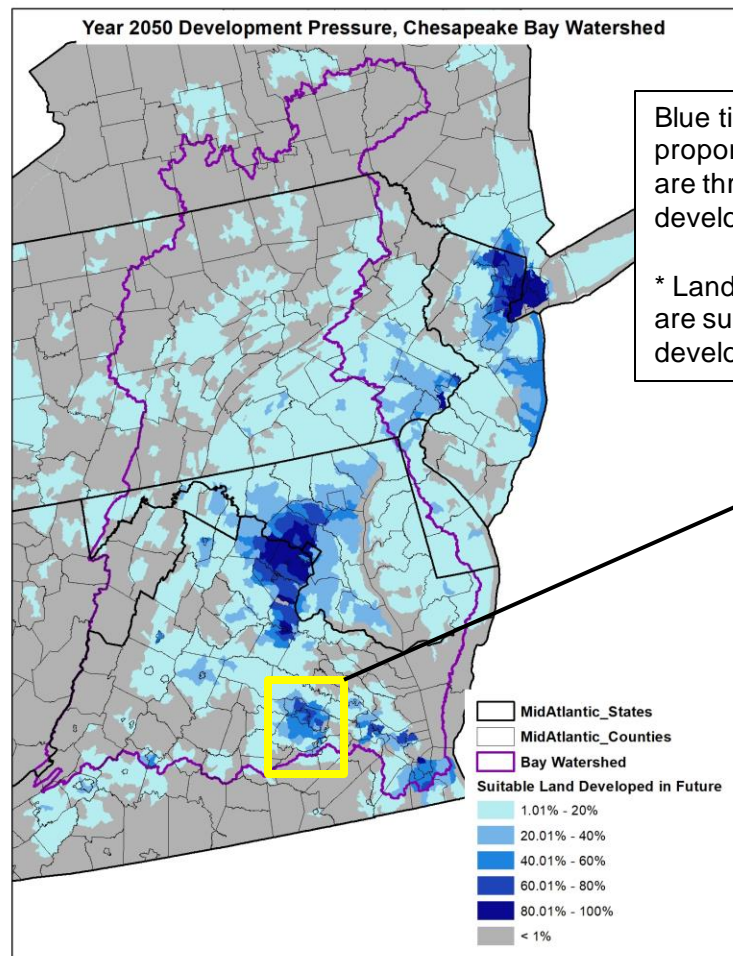 Year 2050 Development Pressure, Chesapeake Bay Watershed
Blue
propor
are thr
develo
* Land
are su
develo
MidAtlantic_States
MidAtlantic_Counties
Bay Watershed
Suitable Land Developed in Future
1.01% - 20%
20.01% - 40%
40.01% - 60%
60.01% - 80%
80.01% - 100%
< 1%